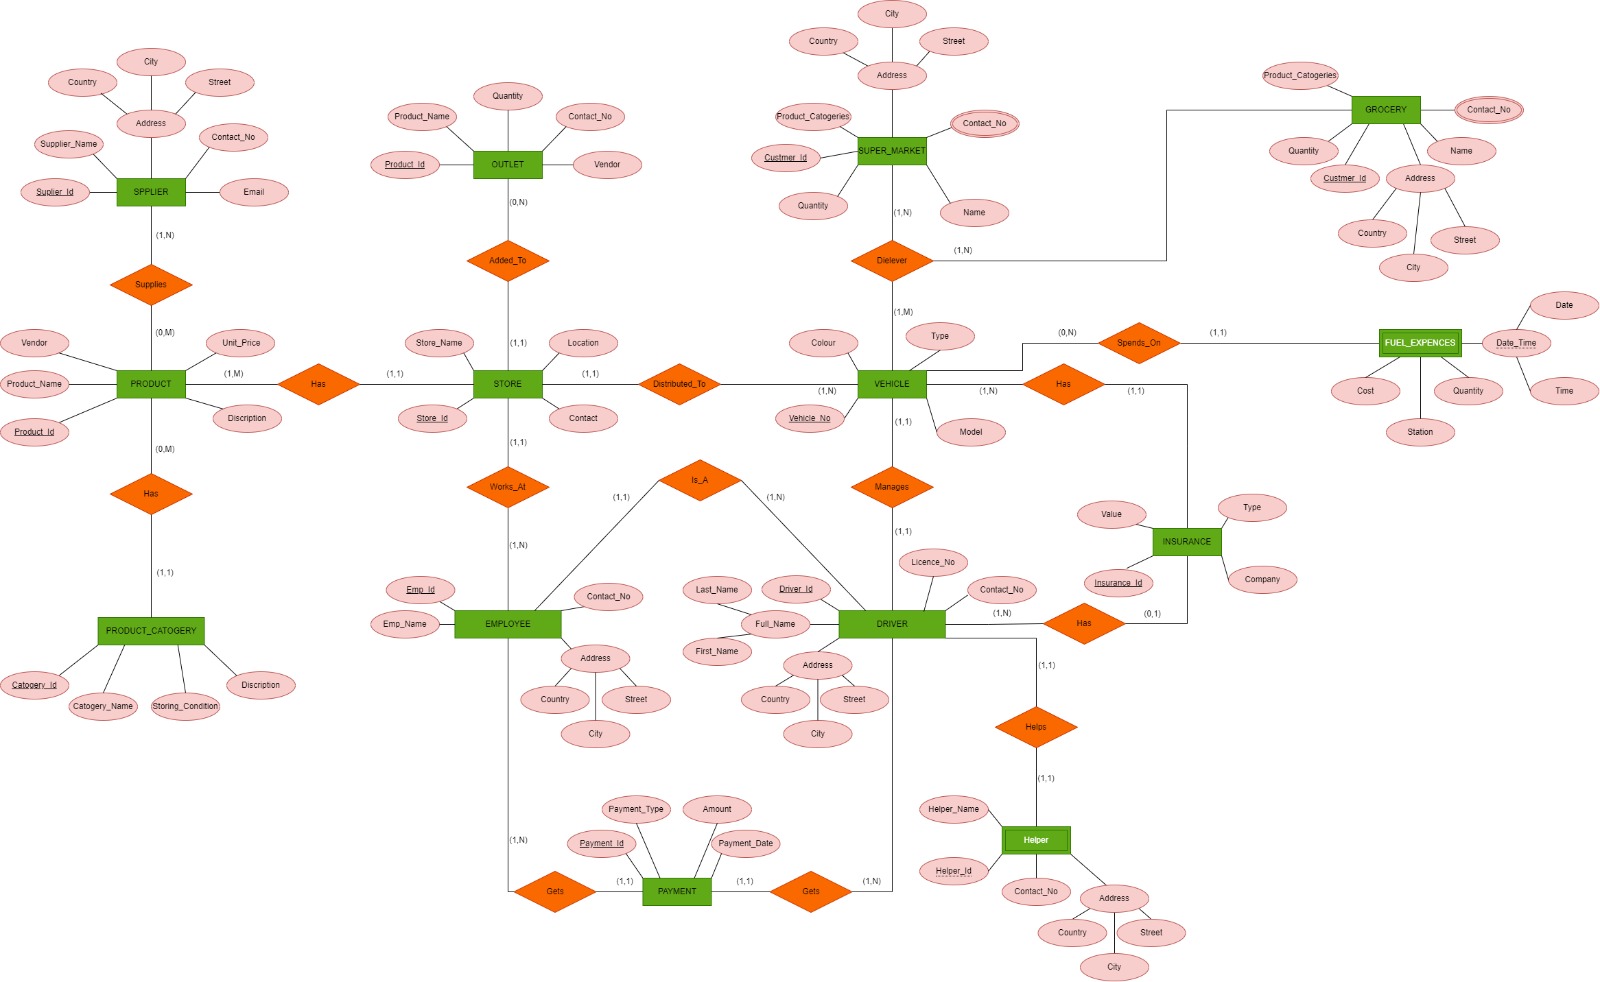 City
Country
Street
Address
Supplier_Name
Contact_No
Suplier_Id
SPPLIER
Email
(1,N)
Supplies
(0,M)
Vendor
Unit_Price
Product_Name
PRODUCT
Product_Id
Discription
(1,M)
Has
(1,1)
(0,M)
Has
(1,1)
PRODUCT_CATOGERY
Catogery_Id
Catogery_Name
Storing_Condition
Discription
Quantity
Product_Name
Contact_No
Product_Id
OUTLET
Vendor
(0,N)
Added_To
(1,1)
Store_Name
Location
STORE
Store_Id
Contact
(1,1)
Distributed_To
(1,N)
(1,1)
Works_At
(1,N)
Is_A
(1,1)
(1,N)
Emp_Id
Contact_No
Emp_Name
EMPLOYEE
Address
Country
Street
City
(1,N)
Gets
(1,1)
Payment_Type
Amount
Payment_Id
Payment_Date
PAYMENT
(1,1)
Gets
(1,N)
City
Country
Street
Address
Product_Catogeries
Contact_No
SUPER_MARKET
Custmer_Id
Quantity
Name
(1,N)
Dielever
(1,N)
(1,M)
Product_Catogeries
GROCERY
Contact_No
Quantity
Name
Custmer_Id
Address
Country
Street
City
Colour
Type
VEHICLE
Vehicle_No
Model
(0,N)
Spends_On
(1,1)
FUEL_EXPENCES
Date
Date_Time
Time
Cost
Quantity
Station
(1,N)
Has
(1,1)
(1,1)
Manages
(1,1)
Value
Type
INSURANCE
Insurance_Id
Company
Licence_No
Last_Name
Driver_Id
Contact_No
Full_Name
DRIVER
First_Name
Address
Country
Street
City
(1,N)
Has
(0,1)
(1,1)
Helps
(1,1)
Helper_Name
Helper
Helper_Id
Contact_No
Address
Country
Street
City